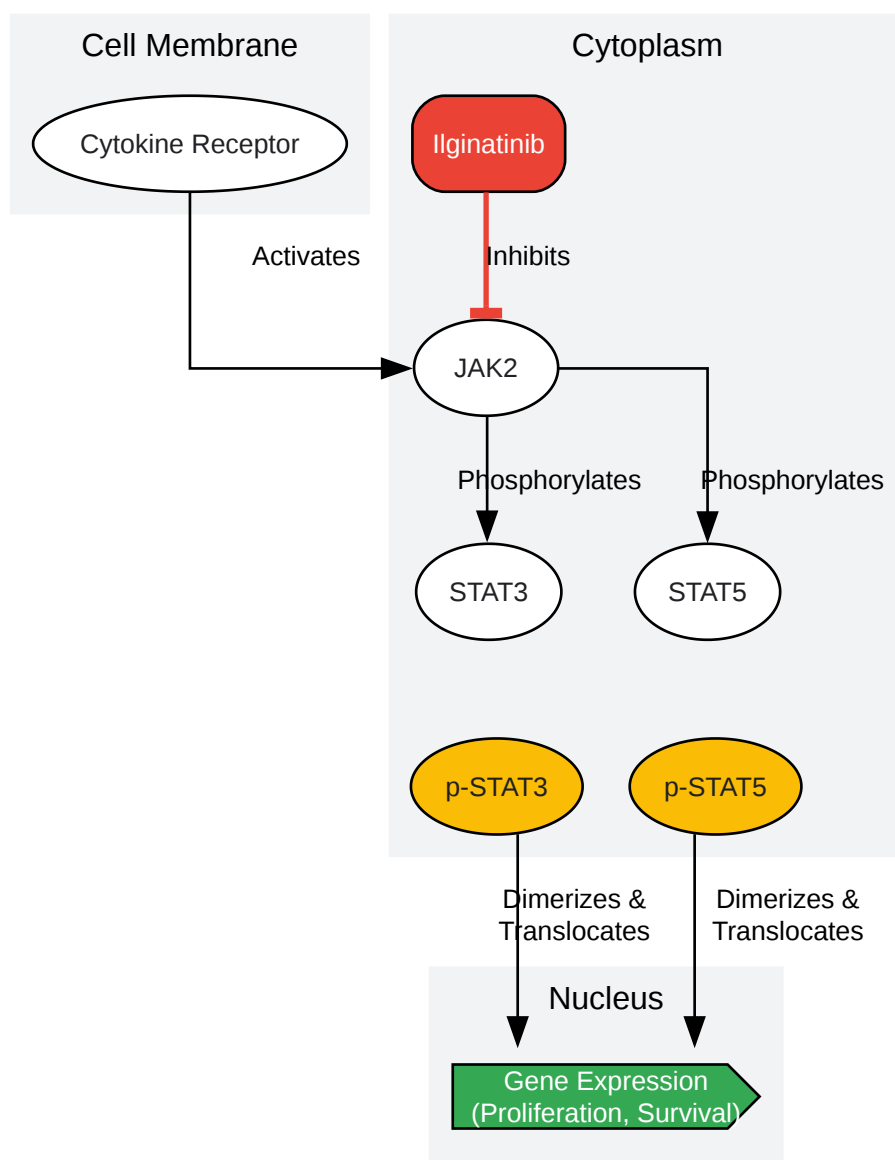 Cell Membrane
Cytoplasm
Cytokine Receptor
Ilginatinib
Activates
Inhibits
JAK2
Phosphorylates
Phosphorylates
STAT3
STAT5
p-STAT3
p-STAT5
Dimerizes &
Translocates
Dimerizes &
Translocates
Nucleus
Gene Expression
(Proliferation, Survival)